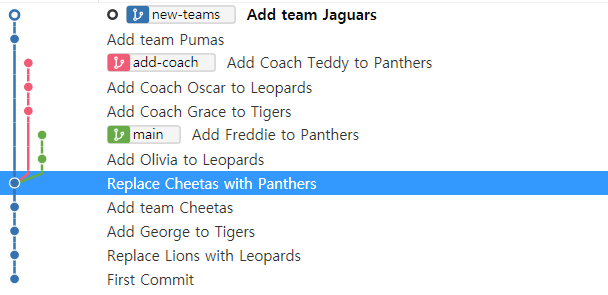 new-teams Add team Jaguars
Add team Pumas
add-coach Add Coach Teddy to Panthers
Add Coach Oscar to Leopards
Add Coach Grace to Tigers
main Add Freddie to Panthers
Add Olivia to Leopards
Replace Cheetas with Panthers
Add team Cheetas
Add George to Tigers
Replace Lions with Leopards
First Commit